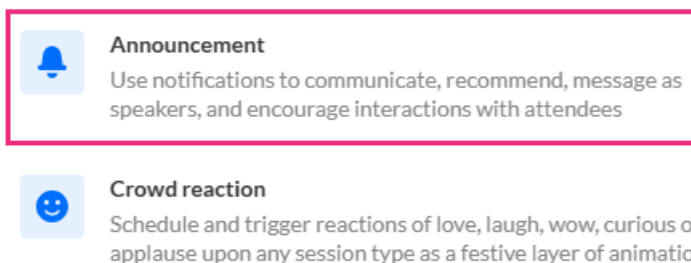 Announcement
Use notifications to communicate, recommend, message as
speakers, and encourage interactions with attendees
Crowd reaction
Schedule and trigger reactions of love, laugh, wow, curious
applause upon any session type as a festive layer of